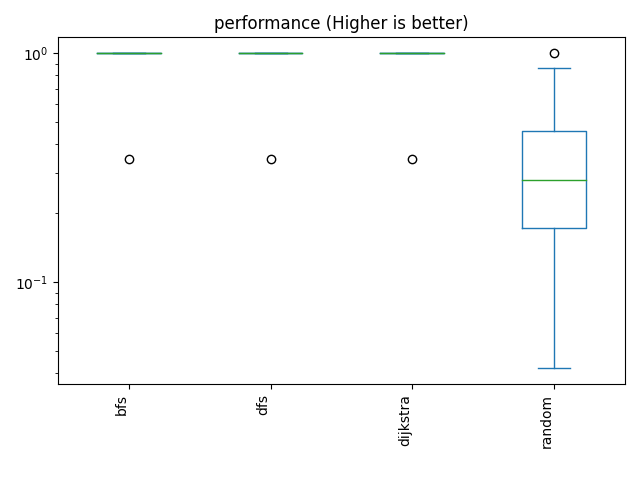 performance (Higher is better)
10^0
10^-1
bfs
dfs
dijkstra
random